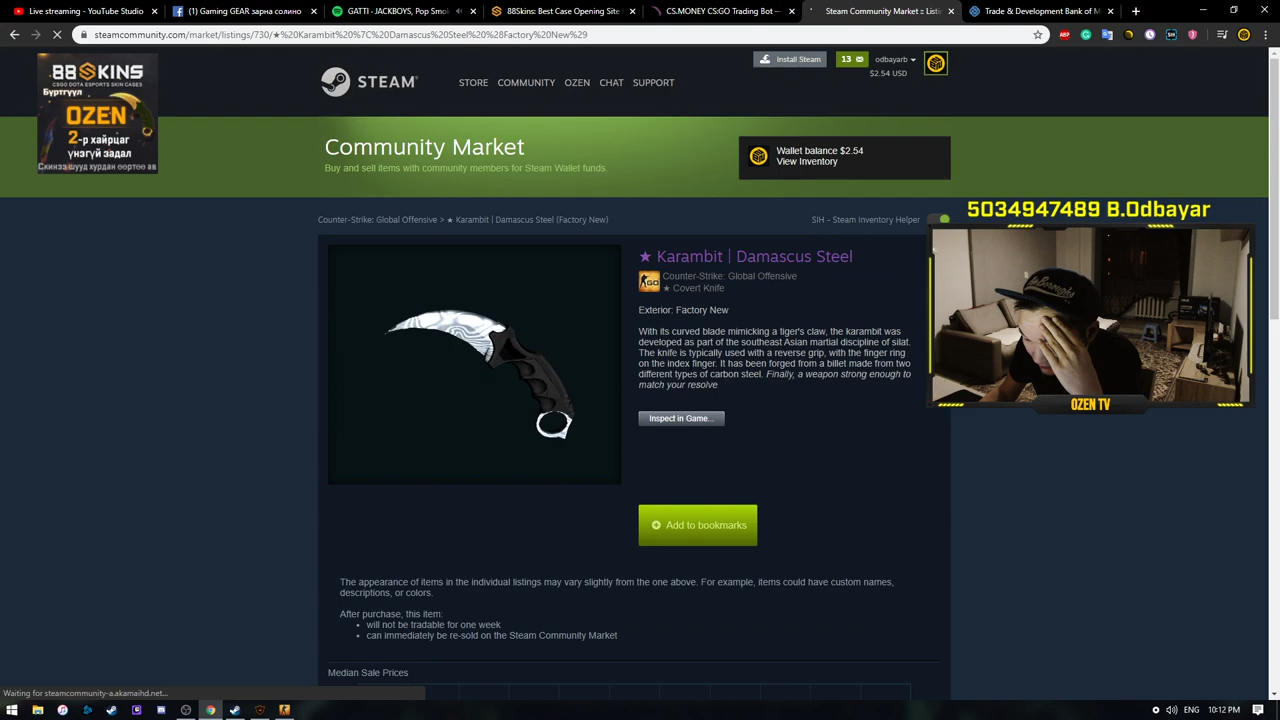 Live streaming - YouTube Studio
(1) Gaming GEAR зарна покупка
GATTI - JACKBOYS, Pop Smok
88Skins: Best Case Opening Site
CS.MONEY CSGO Trading Bot —
Steam Community Market :: Listi
Trade & Development Bank of M
steamcommunity.com/market/listings/730/★%20Karambit%20%7C%20Damascus%20Steel%20%28Factory%20New%29
Install Steam
13
odbayarb
$2.54 USD
88SKINS
CSGO DOTA ESPORTS SKIN CASES
Бүртгүүл
OZEN
2-р хайрцаг
үнэгүй задал
STEAM
STORE COMMUNITY OZEN CHAT SUPPORT
Community Market
Buy and sell items with community members for Steam Wallet funds.
Wallet balance $2.54
View Inventory
Counter-Strike: Global Offensive > ★ Karambit | Damascus Steel (Factory New)
SIH - Steam Inventory Helper
5034947489 B.Odbayar
★ Karambit | Damascus Steel
Counter-Strike: Global Offensive
★ Covert Knife
Exterior: Factory New
With its curved blade mimicking a tiger's claw, the karambit was
developed as part of the southeast Asian martial discipline of silat.
The knife is typically used with a reverse grip, with the finger ring
on the index finger. It has been forged from a billet made from two
different types of carbon steel. Finally, a weapon strong enough to
match your resolve
Inspect in Game...
OZEN TV
Add to bookmarks
The appearance of items in the individual listings may vary slightly from the one above. For example, items could have custom names,
descriptions, or colors.
After purchase, this item:
• will not be tradable for one week
• can immediately be re-sold on the Steam Community Market
Median Sale Prices
Waiting for steamcommunity-a.akamaihd.net...
ENG 10:12 PM